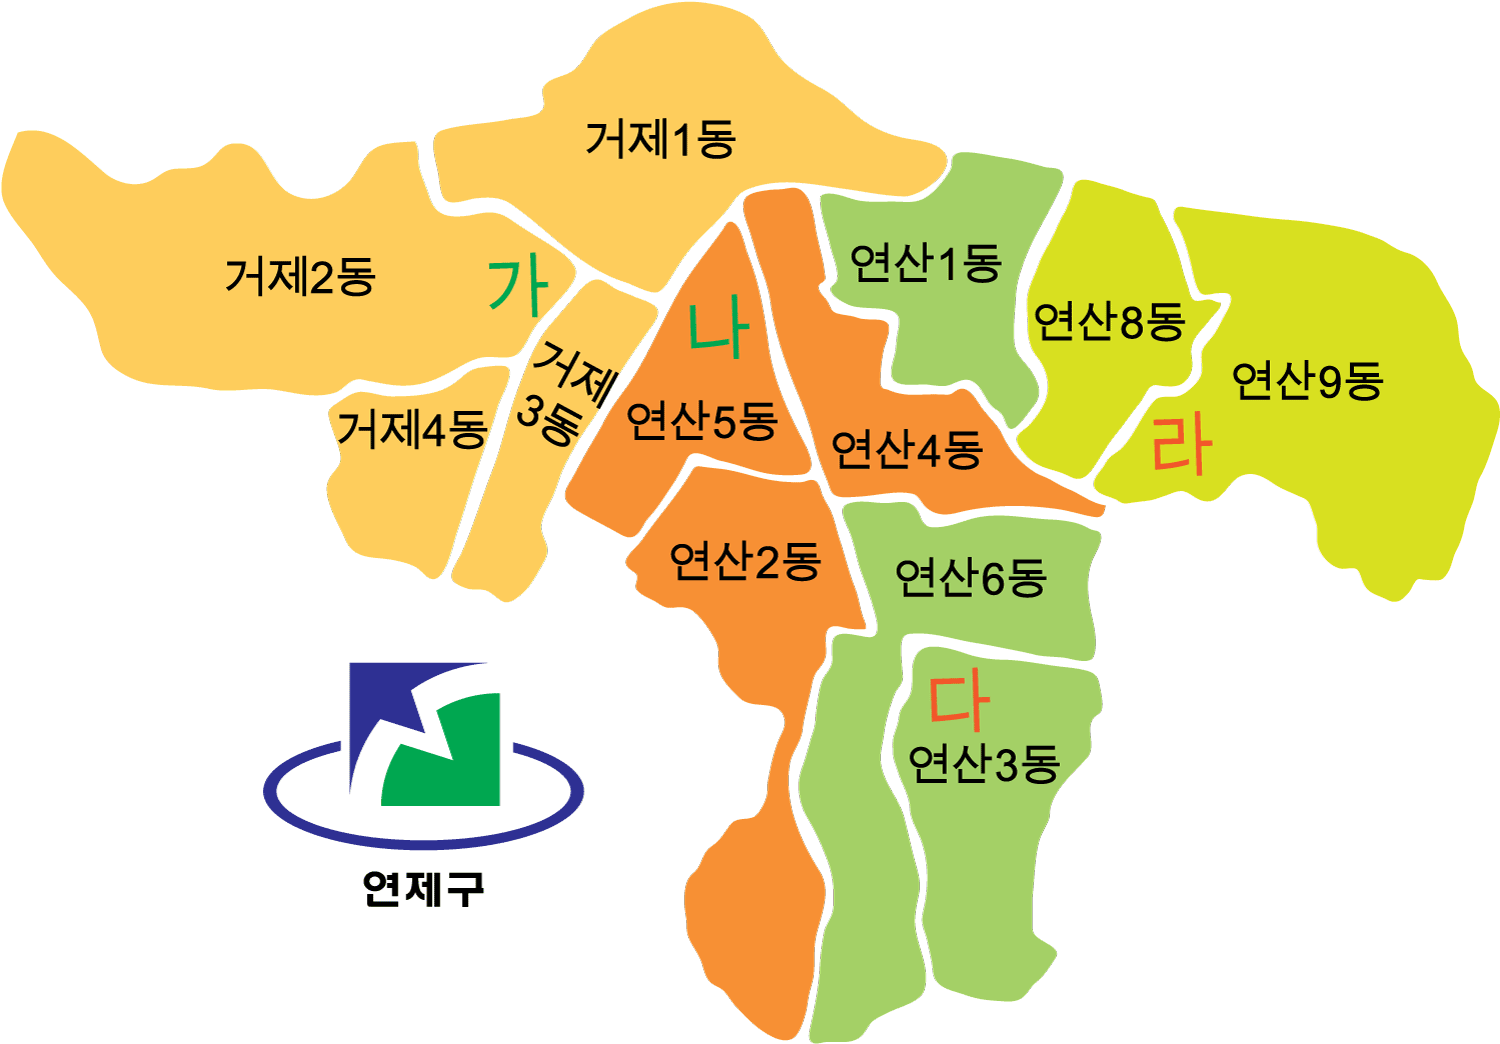 거제1동
거제2동
가
연산1동
나
연산8동
거제
3동
연산9동
거제4동
연산5동
연산4동
라
연산2동
연산6동
다
연산3동
연제구